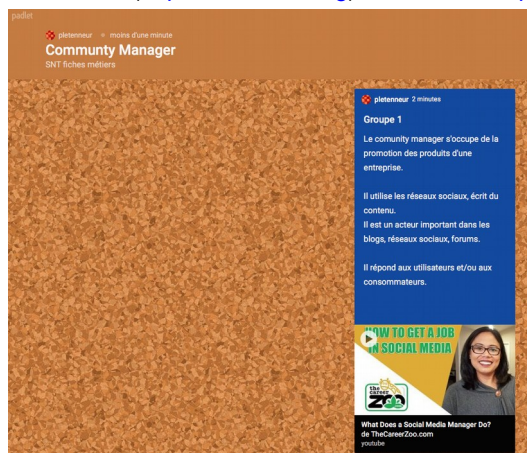 padlet
pletenneur moins d'une minute
Communty Manager
SNT fiches métiers
pletenneur 2 minutes
Groupe 1
Le comunity manager s'occupe de la
promotion des produits d'une
entreprise.
Il utilise les réseaux sociaux, écrit du
contenu.
Il est un acteur important dans les
blogs, réseaux sociaux, forums.
Il répond aux utilisateurs et/ou aux
consommateurs.
HOW TO GET A JOB
IN SOCIAL MEDIA
the
career
ZOO
What Does a Social Media Manager Do?
de TheCareerZoo.com
youtube